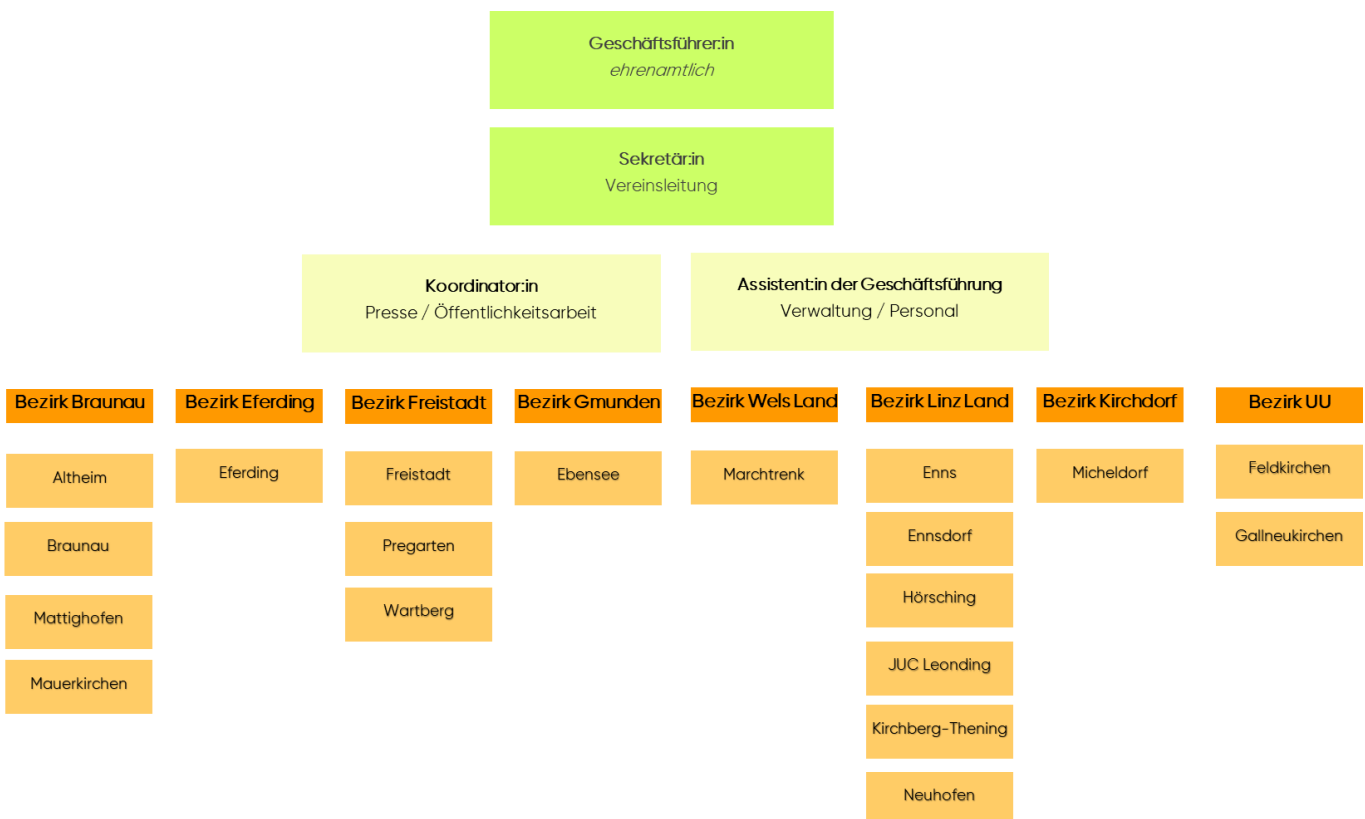 Geschäftsführer:in
ehrenamtlich
Sekretär:in
Vereinsleitung
Koordinator:in
Presse / Öffentlichkeitsarbeit
Assistent:in der Geschäftsführung
Verwaltung / Personal
Bezirk Braunau
Altheim
Braunau
Mattighofen
Mauerkirchen
Bezirk Eferding
Eferding
Bezirk Freistadt
Freistadt
Pregarten
Wartberg
Bezirk Gmunden
Ebensee
Bezirk Wels Land
Marchtrenk
Bezirk Linz Land
Enns
Ennsdorf
Hörsching
JUC Leonding
Kirchberg-Thening
Neuhofen
Bezirk Kirchdorf
Micheldorf
Bezirk UU
Feldkirchen
Gallneukirchen